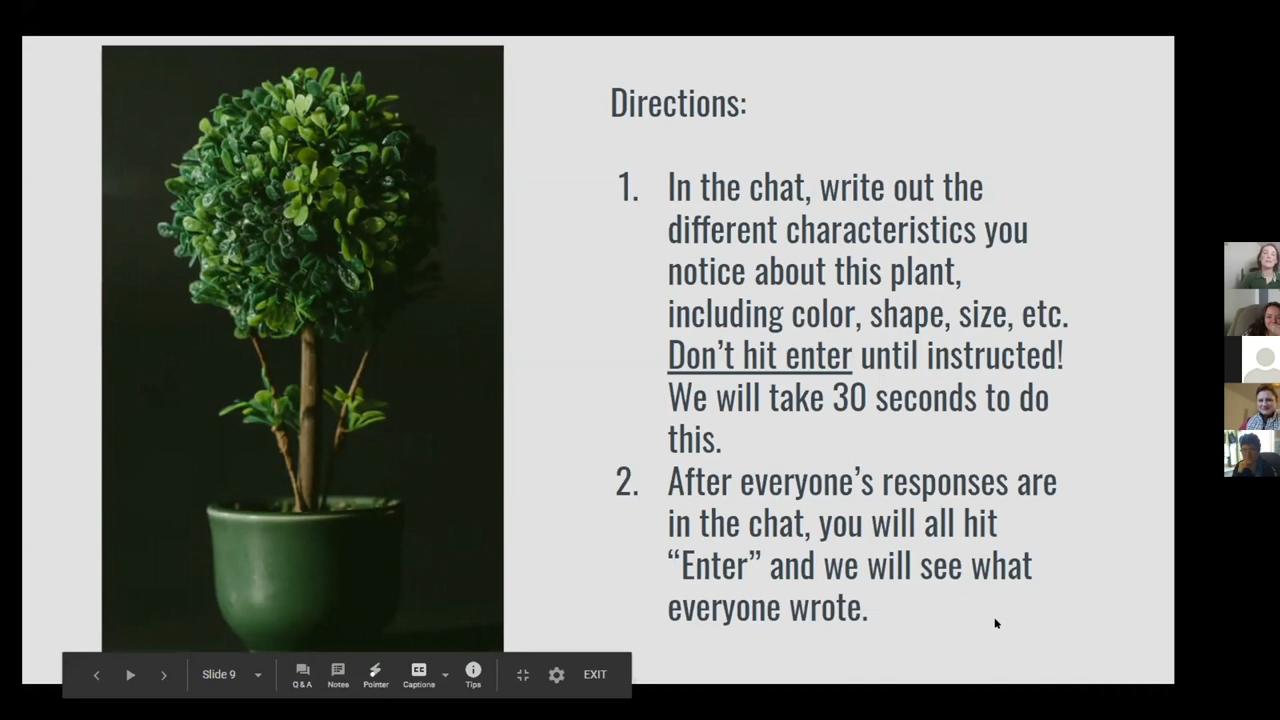 Directions:
1. In the chat, write out the
different characteristics you
notice about this plant,
including color, shape, size, etc.
Don't hit enter until instructed!
We will take 30 seconds to do
this.
2. After everyone's responses are
in the chat, you will all hit
“Enter” and we will see what
everyone wrote.
Slide 9
Q & A
Notes
Pointer
CC
Captions
Tips
EXIT